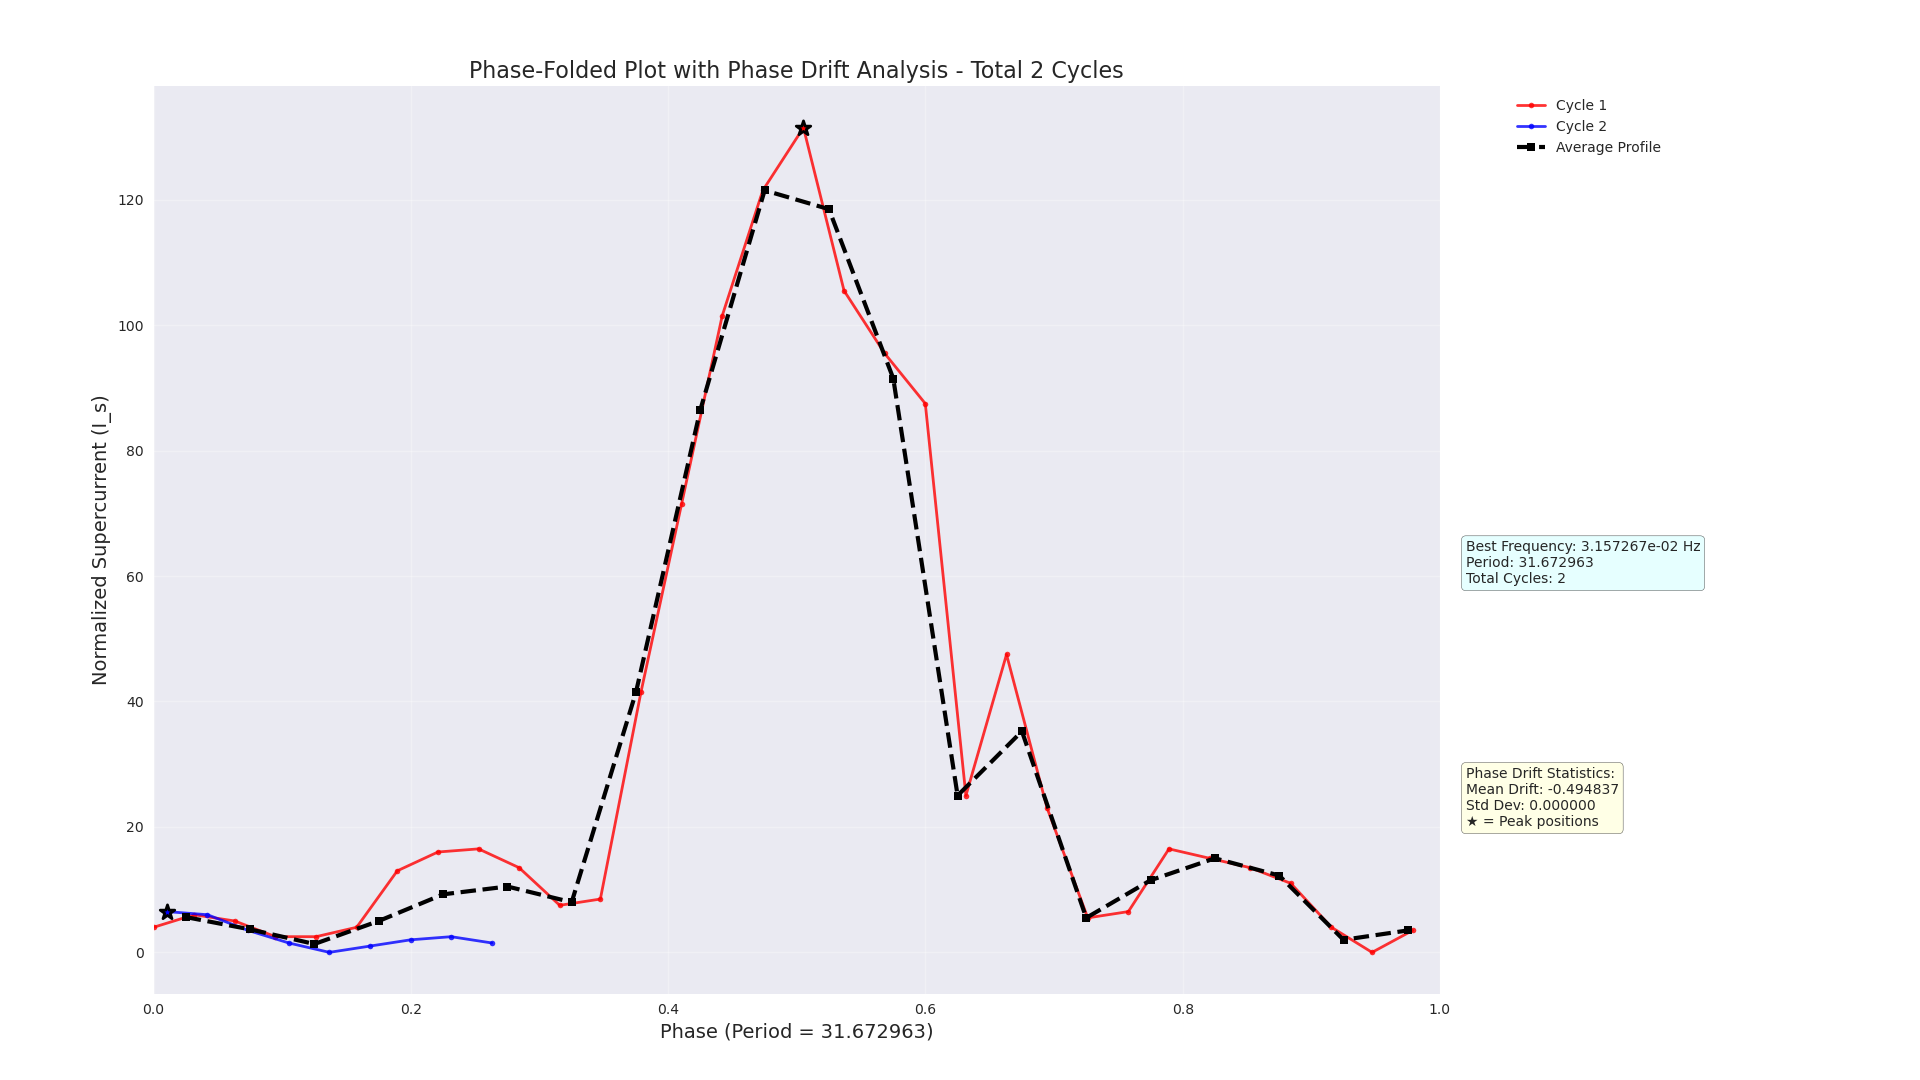 Phase-Folded Plot with Phase Drift Analysis - Total 2 Cycles
Cycle 1
Cycle 2
Average Profile
Normalized Supercurrent (I_s)
120
100
80
60
40
20
0
Best Frequency: 3.157267e-02 Hz
Period: 31.672963
Total Cycles: 2
Phase Drift Statistics:
Mean Drift: -0.494837
Std Dev: 0.000000
★ = Peak positions
0.0 0.2 0.4 0.6 0.8 1.0
Phase (Period = 31.672963)